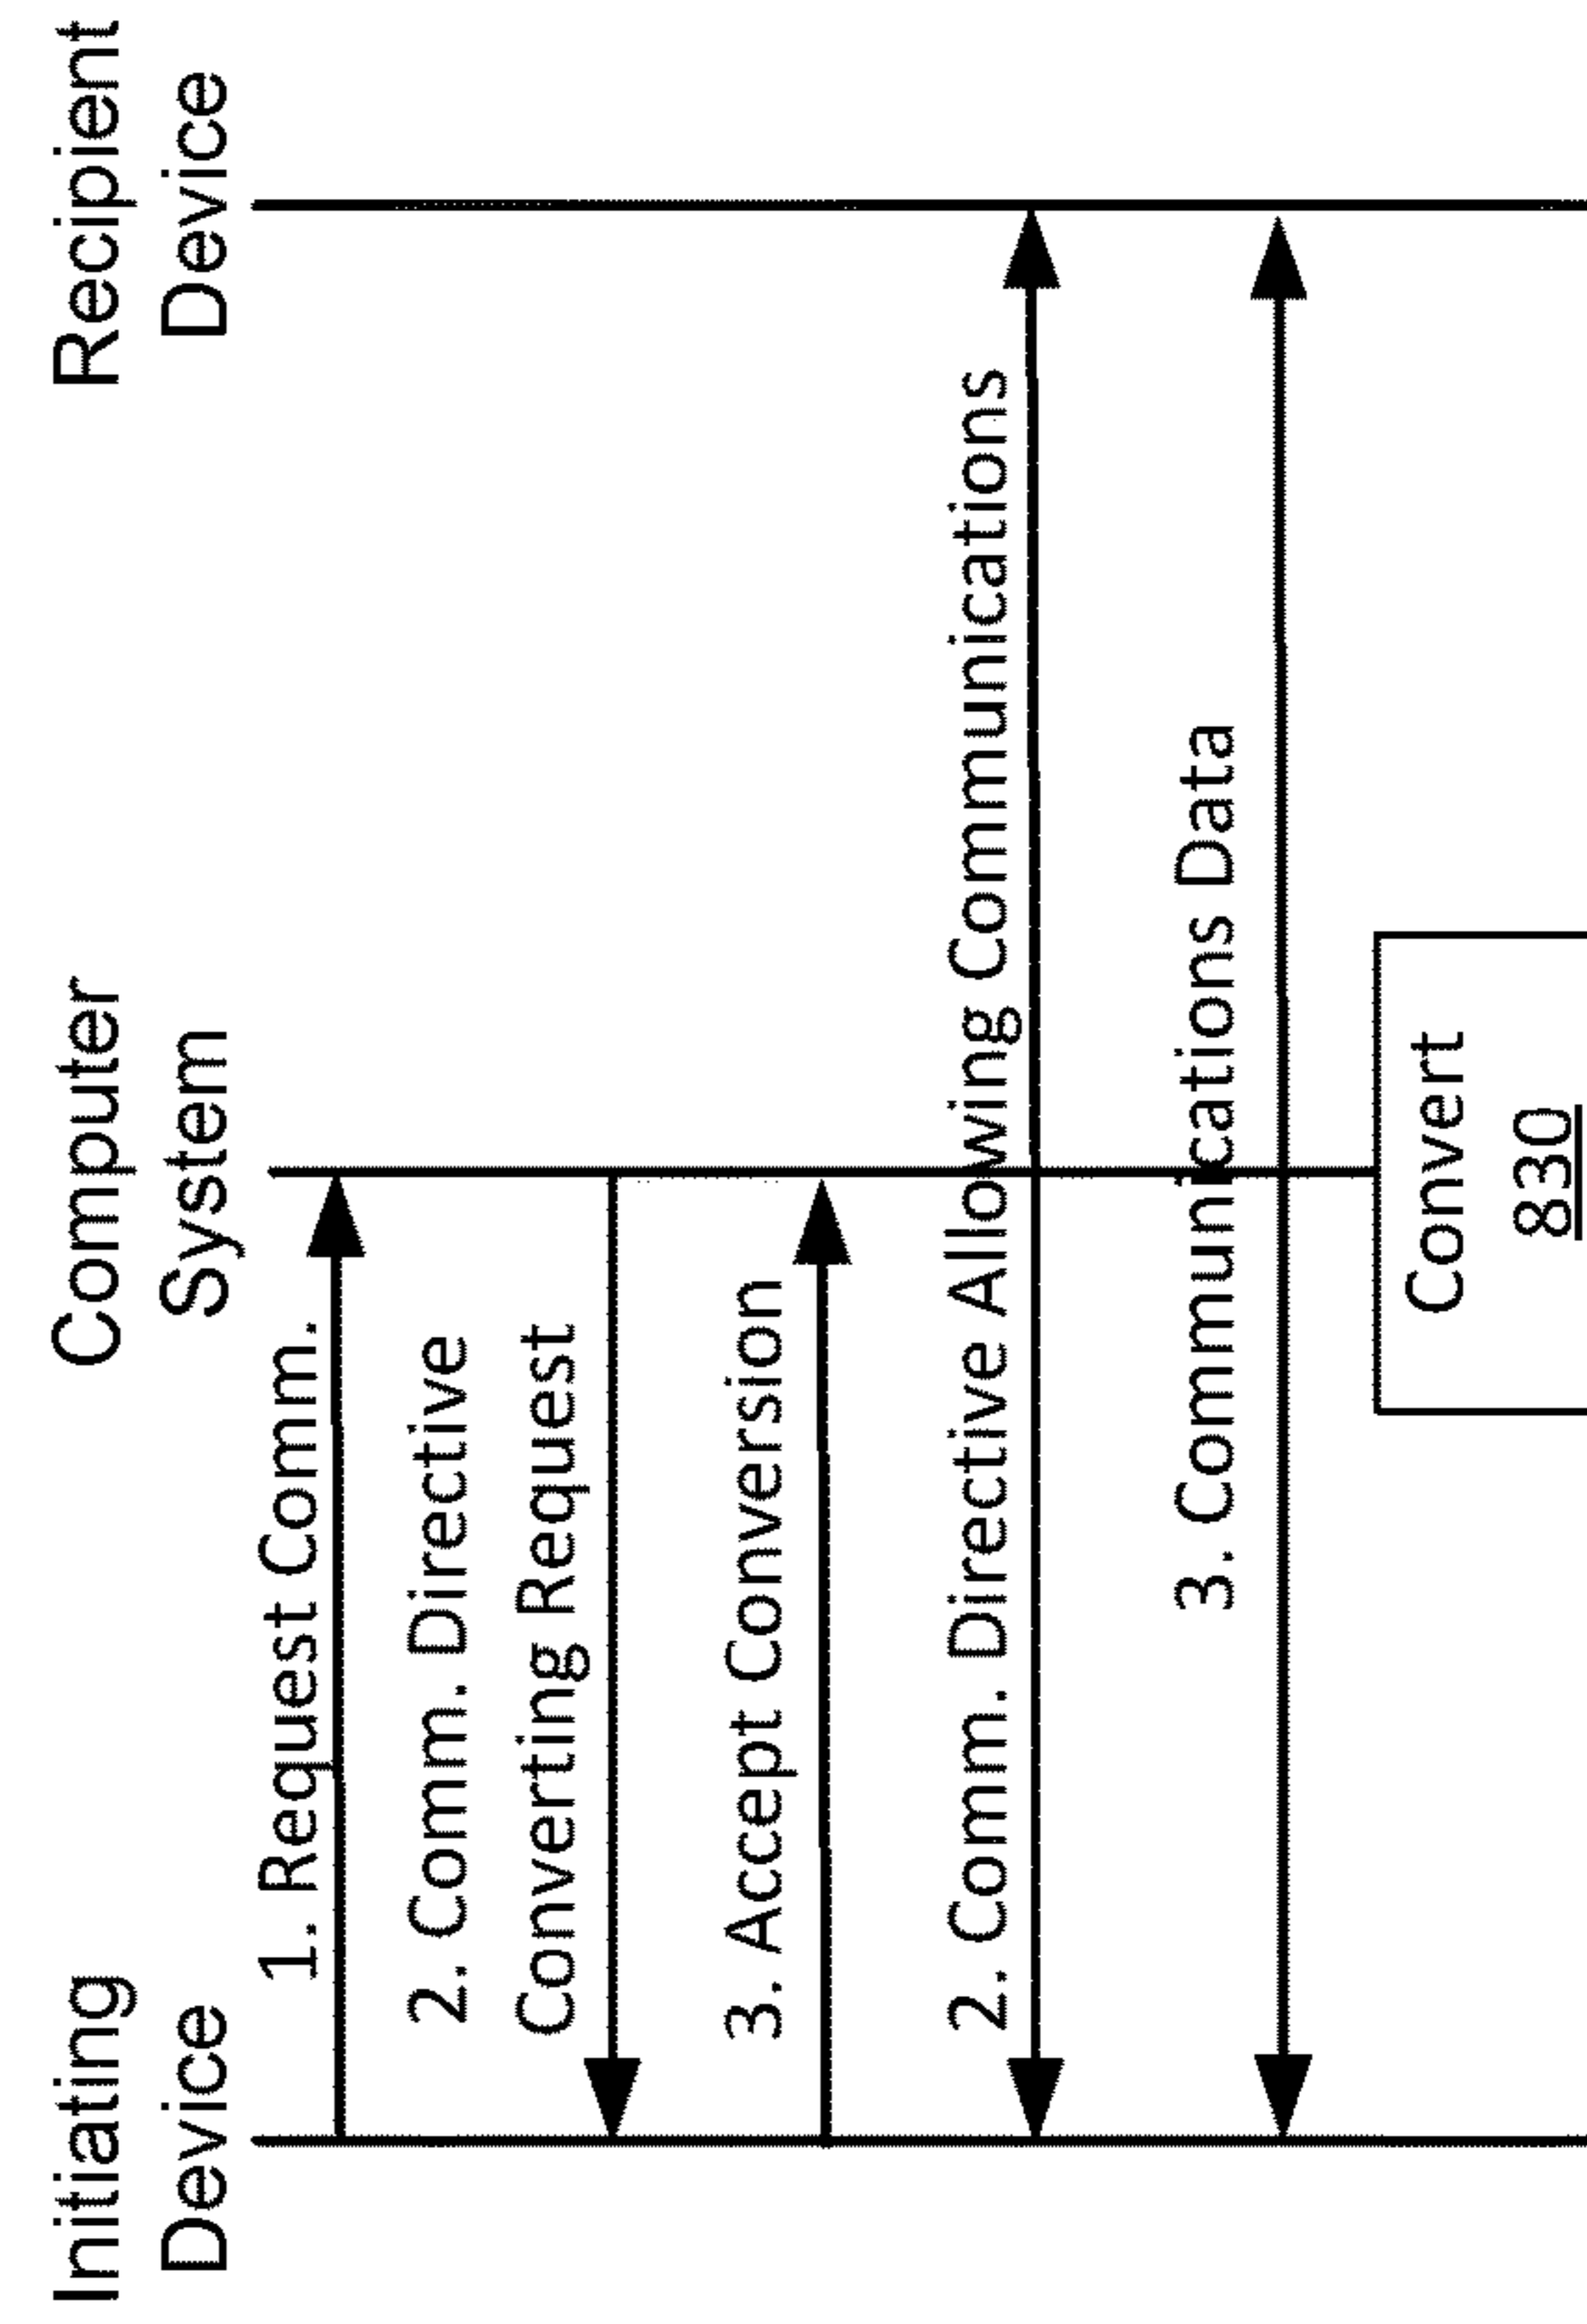 Initiating
Device
Computer
System
Recipient
Device
1. Request Comm.
2. Comm. Directive
Converting Request
3. Accept Conversion
2. Comm. Directive Allowing Communications
3. Communications Data
Convert
830